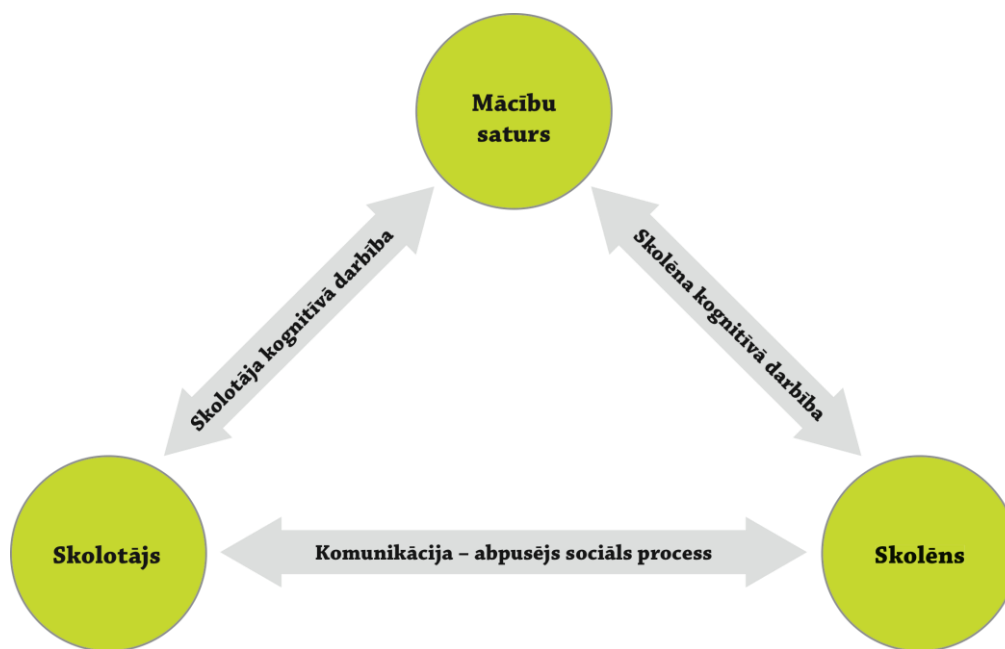 Mācību
saturs
Skolotāja kognitīvā darbība
Skolēna kognitīvā darbība
Skolotājs
Komunikācija – abpusējs sociāls process
Skolēns